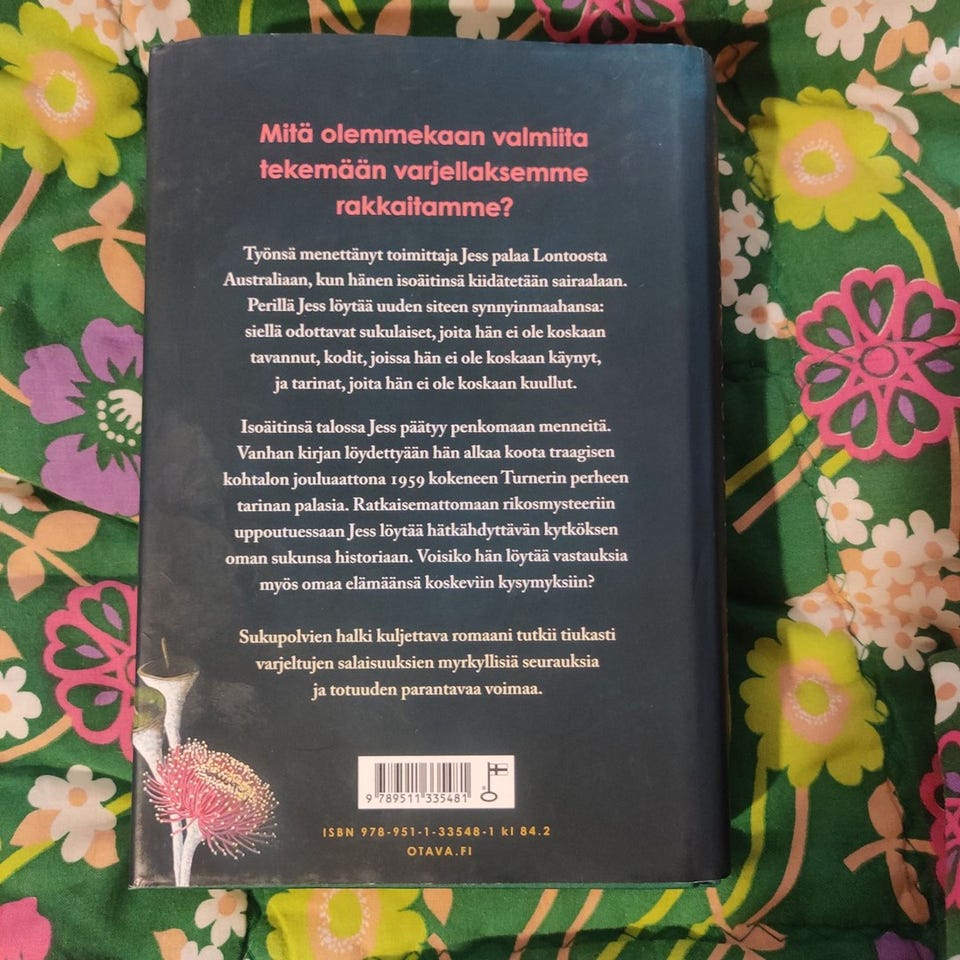 Mitä olemmekaan valmiita
tekemään varjellaksemme
rakkaitamme?
Työnsä menettänyt toimittaja Jess palaa Lontoosta
Australiaan, kun hänen isoäitinsä kiidätetään sairaalaan.
Perillä Jess löytää uuden siteen synnyinmaahansa:
siellä odottavat sukulaiset, joita hän ei ole koskaan
tavannut, kodit, joissa hän ei ole koskaan käynyt,
ja tarinat, joita hän ei ole koskaan kuullut.
Isoäitinsä talossa Jess päätyy penkomaan menneitä.
Vanhan kirjan löydettyään hän alkaa koota traagisen
kohtalon jouluaattona 1959 kokeneen Turnerin perheen
tarinan palasia. Ratkaisemattomaan rikosmysteeriin
uppoutuessaan Jess löytää hätkähdyttävän kytköksen
oman sukunsa historiaan. Voisiko hän löytää vastauksia
myös omaa elämäänsä koskeviin kysymyksiin?
Sukupolvien halki kuljettava romaani tutkii tiukasti
varjeltujen salaisuuksien myrkyllisiä seurauksia
ja totuuden parantavaa voimaa.
9 789511 335481
ISBN 978-951-1-33548-1 kl 84.2
OTAVA.FI